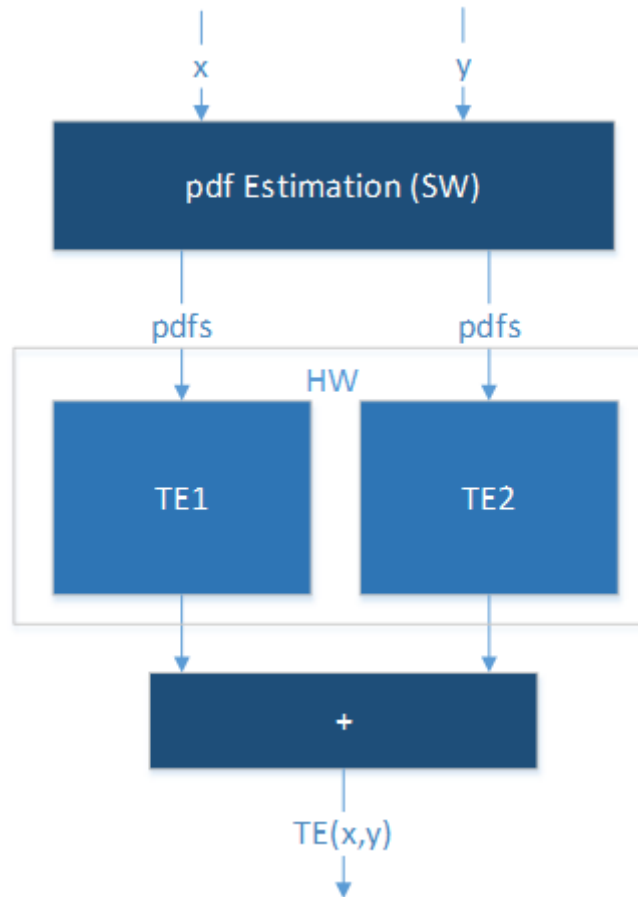 x y
pdf Estimation (SW)
pdfs pdfs
HW
TE1 TE2
+
TE(x,y)